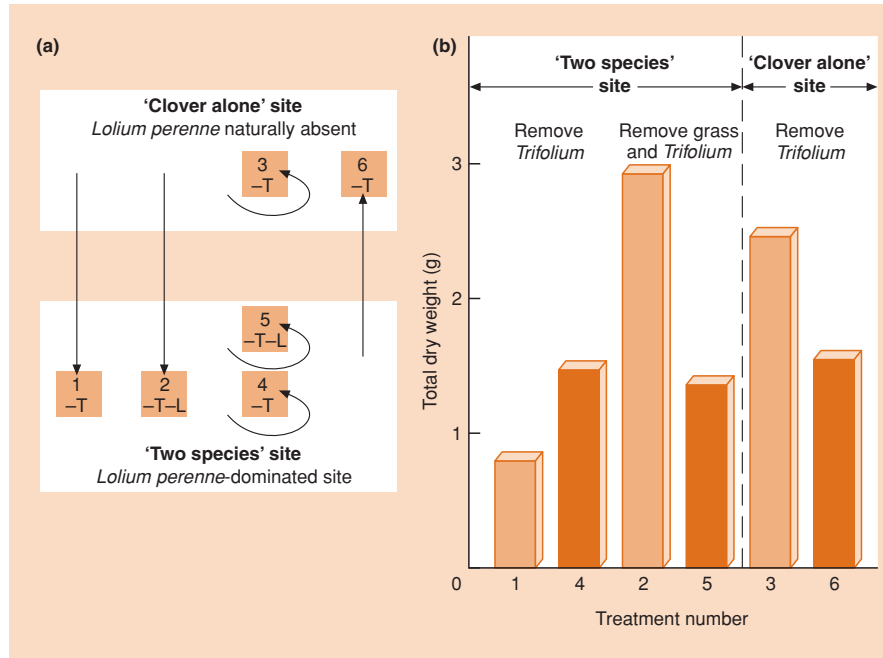 (a)
‘Clover alone’ site
Lolium perenne naturally absent
3
–T
6
–T
5
–T–L
1
–T
2
–T–L
4
–T
‘Two species’ site
Lolium perenne-dominated site
(b)
‘Two species’
site
‘Clover alone’
site
Remove
Trifolium
Remove grass
and Trifolium
Remove
Trifolium
Total dry weight (g)
3
2
1
0
1 4 2 5 3 6
Treatment number